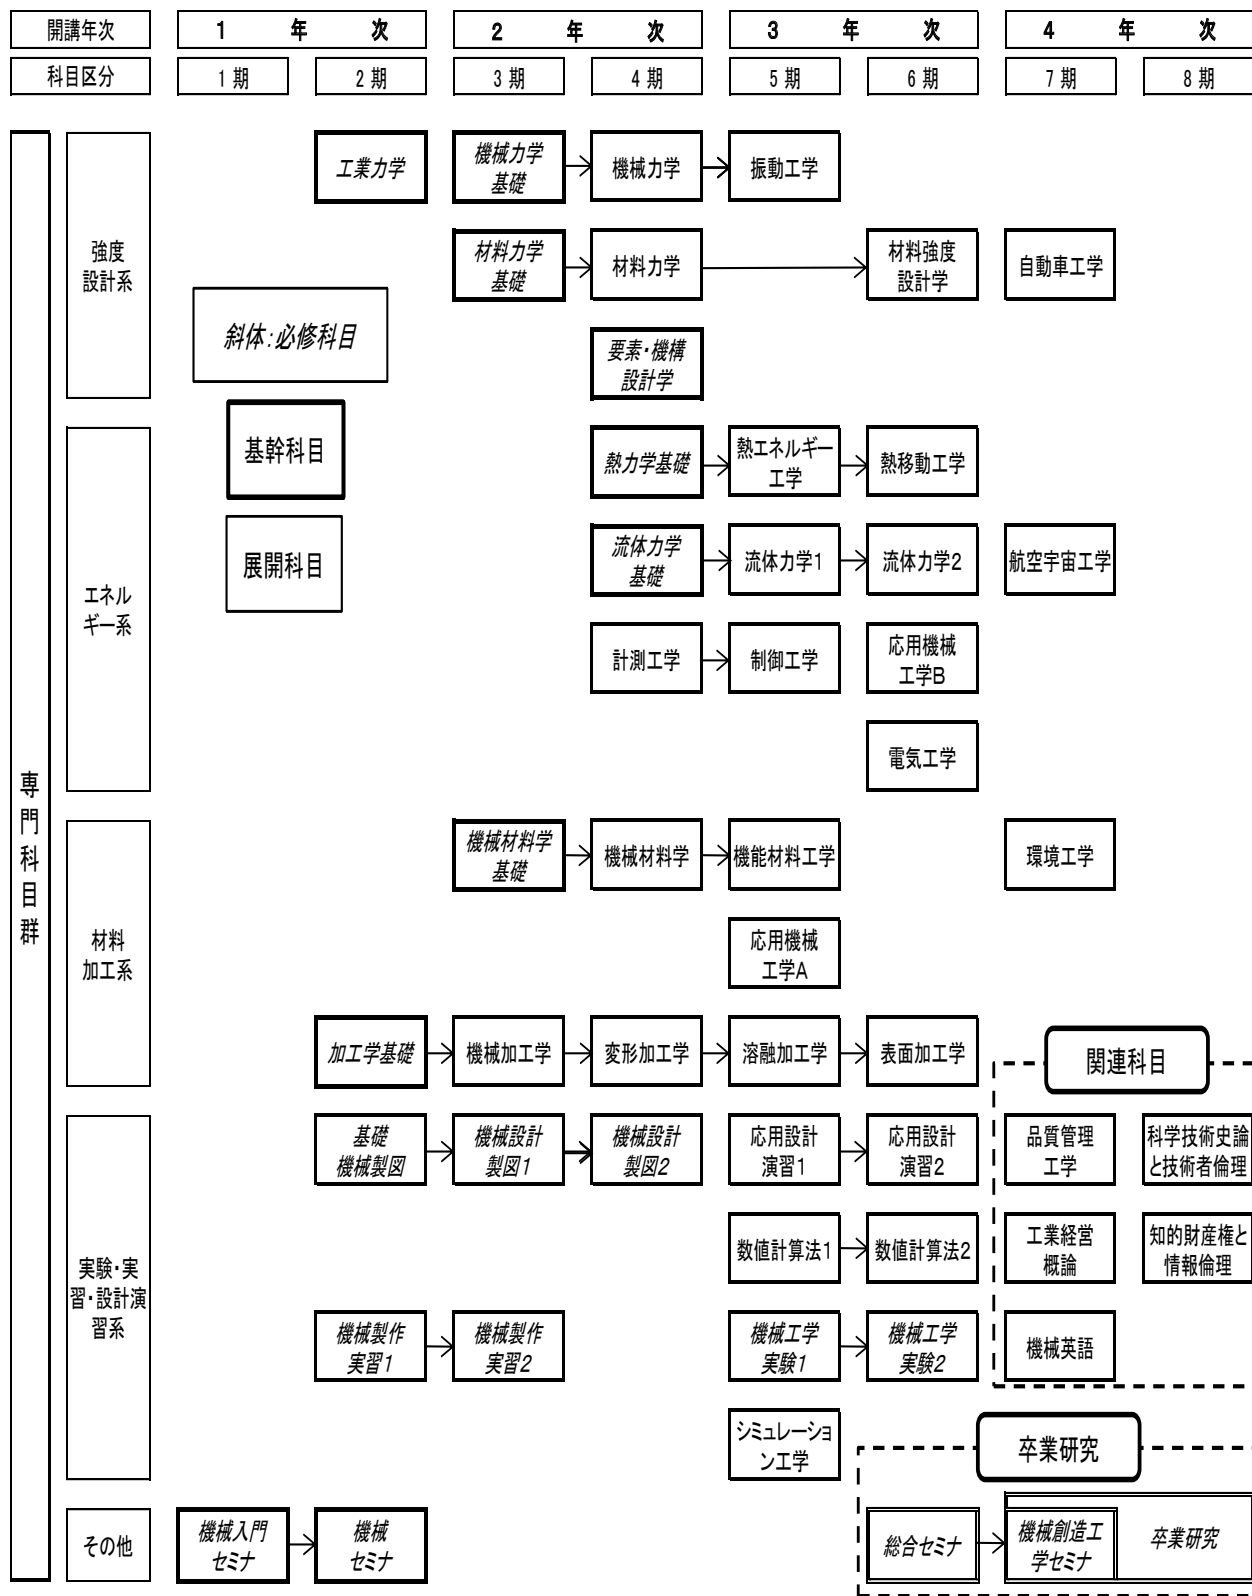 開講年次
1 年 次
2 年 次
3 年 次
4 年 次
科目区分
1 期
2 期
3 期
4 期
5 期
6 期
7 期
8 期
専
門
科
目
群
強度
設計系
工業力学
機械力学
基礎
機械力学
振動工学
材料力学
基礎
材料力学
材料強度
設計学
自動車工学
斜体:必修科目
要素・機構
設計学
基幹科目
展開科目
エネル
ギー系
熱力学基礎
熱エネルギー
工学
熱移動工学
流体力学
基礎
流体力学1
流体力学2
航空宇宙工学
計測工学
制御工学
応用機械
工学B
電気工学
材料
加工系
機械材料学
基礎
機械材料学
機能材料工学
環境工学
応用機械
工学A
加工学基礎
機械加工学
変形加工学
溶融加工学
表面加工学
関連科目
実験・実
習・設計演
習系
基礎
機械製図
機械設計
製図1
機械設計
製図2
応用設計
演習1
応用設計
演習2
品質管理
工学
科学技術史論
と技術者倫理
数値計算法1
数値計算法2
工業経営
概論
知的財産権と
情報倫理
機械製作
実習1
機械製作
実習2
機械工学
実験1
機械工学
実験2
機械英語
シミュレーショ
ン工学
卒業研究
その他
機械入門
セミナ
機械
セミナ
総合セミナ
機械創造工
学セミナ
卒業研究